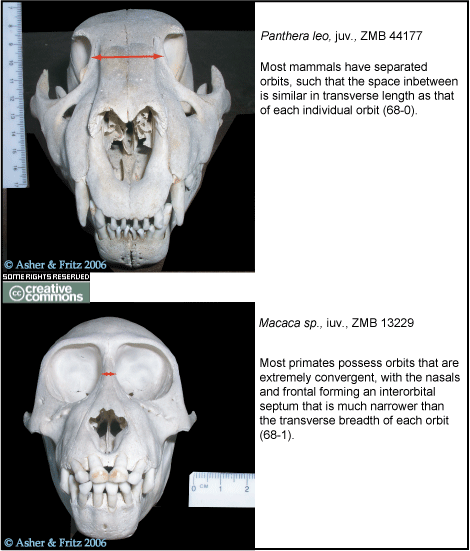 Panthera leo, juv., ZMB 44177
Most mammals have separated
orbits, such that the space inbetween
is similar in transverse length as that
of each individual orbit (68-0).
© Asher & Fritz 2006
SOME RIGHTS RESERVED
cc creative
commons
Macaca sp., iuv., ZMB 13229
Most primates possess orbits that are
extremely convergent, with the nasals
and frontal forming an interorbital
septum that is much narrower than
the transverse breadth of each orbit
(68-1).
0 CM 1 2
© Asher & Fritz 2006